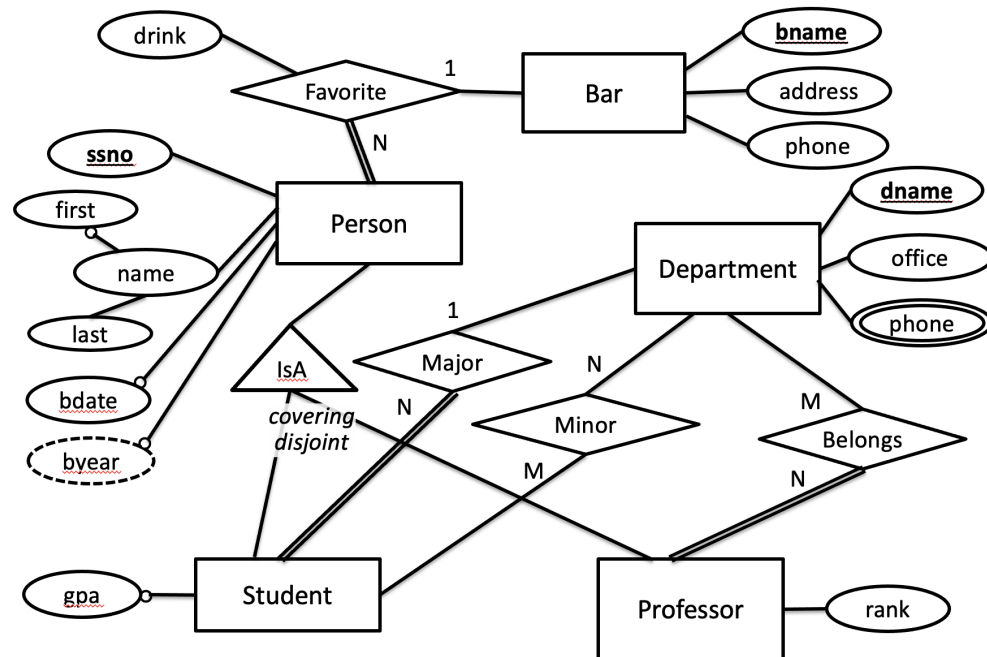 drink
bname
1
Favorite
Bar
address
N
phone
ssno
first
dname
Person
name
Department
office
last
1
phone
IsA
Major
N
bdate
covering
N
M
disjoint
Minor
Belongs
byear
M
N
gpa
Student
Professor
rank